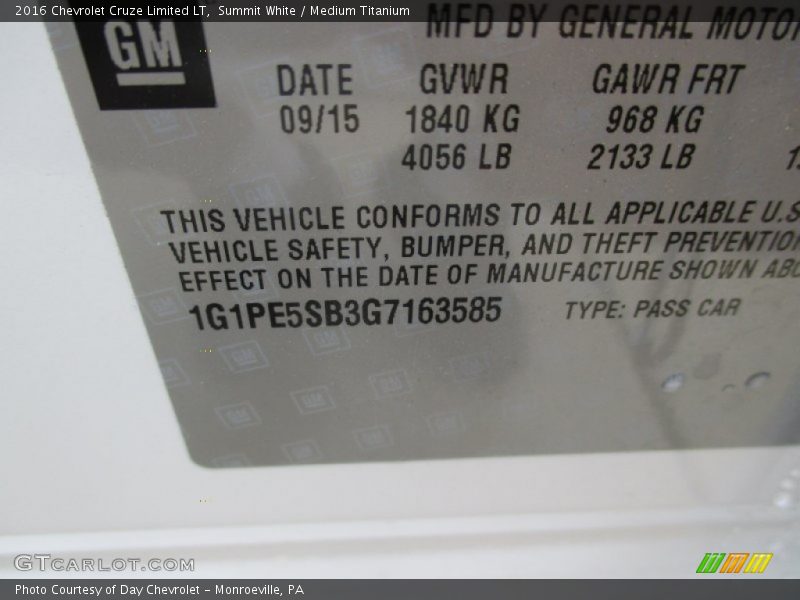 2016 Chevrolet Cruze Limited LT, Summit White / Medium Titanium
GM
MFD BY GENERAL MOTOR
DATE GVWR GAWR FRT
09/15 1840 KG 968 KG
4056 LB 2133 LB
THIS VEHICLE CONFORMS TO ALL APPLICABLE U.S
VEHICLE SAFETY, BUMPER, AND THEFT PREVENTION
EFFECT ON THE DATE OF MANUFACTURE SHOWN ABO
1G1PE5SB3G7163585 TYPE: PASS CAR
GTCARLOT.COM
Photo Courtesy of Day Chevrolet – Monroeville, PA